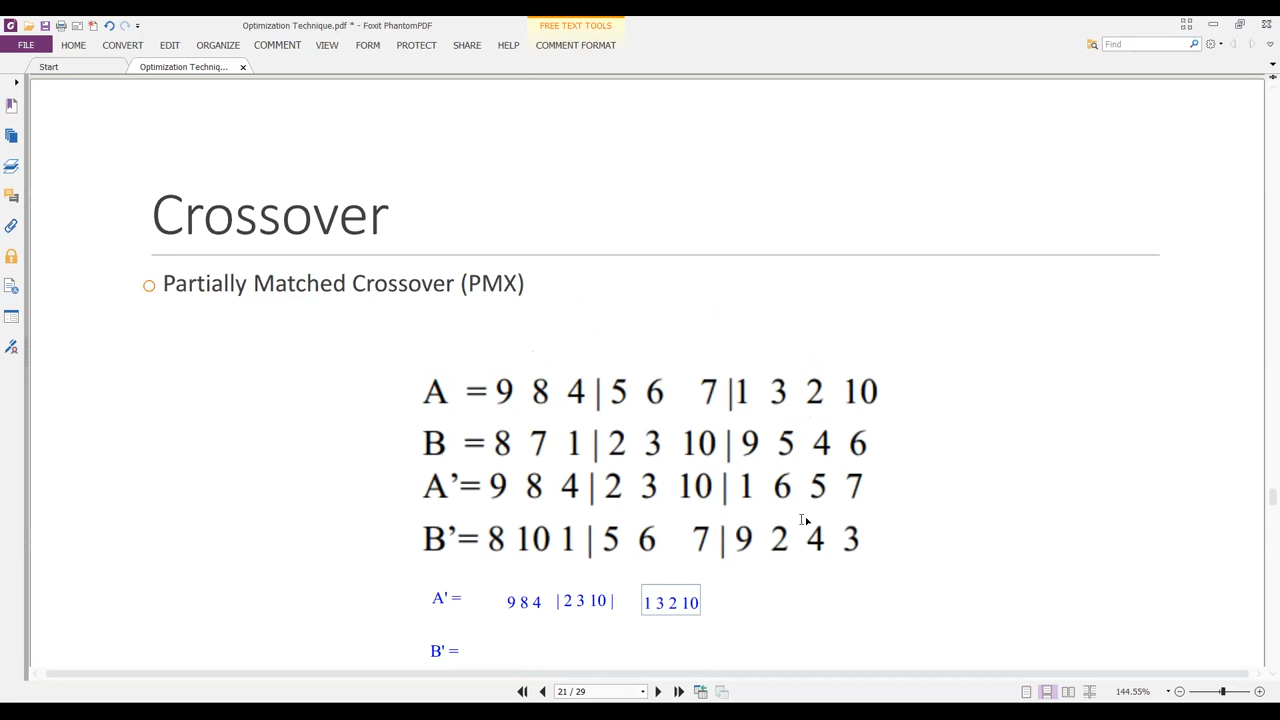 Optimization Technique.pdf * - Foxit PhantomPDF
FREE TEXT TOOLS
FILE HOME CONVERT EDIT ORGANIZE COMMENT VIEW FORM PROTECT SHARE HELP COMMENT FORMAT Find
Start Optimization Techniq...
Crossover
Partially Matched Crossover (PMX)
A = 9 8 4 | 5 6 7 | 1 3 2 10
B = 8 7 1 | 2 3 10 | 9 5 4 6
A’= 9 8 4 | 2 3 10 | 1 6 5 7
B’= 8 10 1 | 5 6 7 | 9 2 4 3
A' = 9 8 4 | 2 3 10 | 1 3 2 10
B' =
21 / 29 144.55%